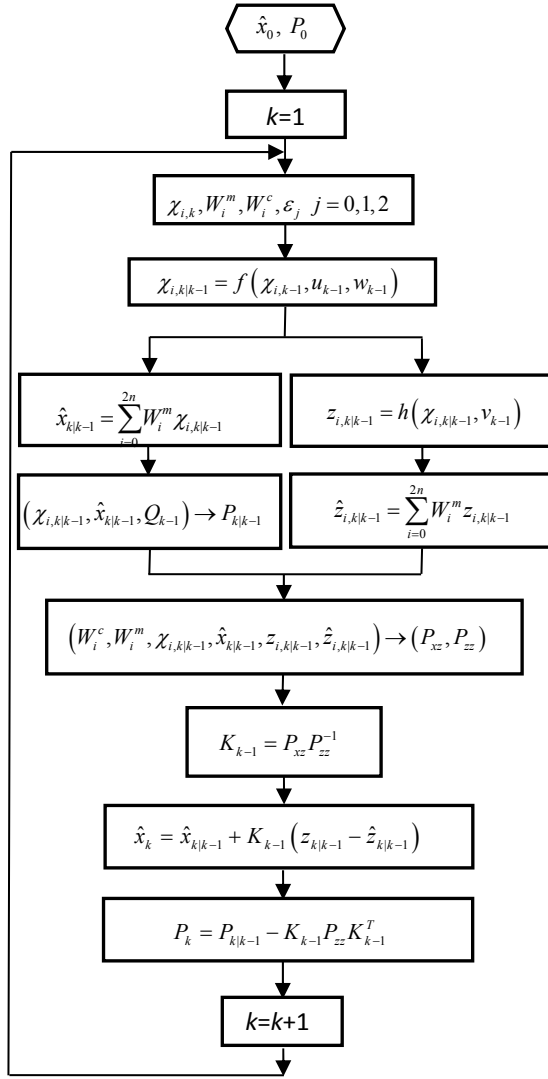 x̂₀, P₀
k=1
χ_{i,k}, W_i^m, W_i^c, ε_j j = 0,1,2
χ_{i,k|k−1} = f(χ_{i,k−1}, u_{k−1}, w_{k−1})
x̂_{k|k−1} = ∑_{i=0}^{2n} W_i^m χ_{i,k|k−1}
z_{i,k|k−1} = h(χ_{i,k|k−1}, v_{k−1})
(χ_{i,k|k−1}, x̂_{k|k−1}, Q_{k−1}) → P_{k|k−1}
ẑ_{i,k|k−1} = ∑_{i=0}^{2n} W_i^m z_{i,k|k−1}
(W_i^c, W_i^m, χ_{i,k|k−1}, x̂_{k|k−1}, z_{i,k|k−1}, ẑ_{i,k|k−1}) → (P_{xz}, P_{zz})
K_{k−1} = P_{xz} P_{zz}^{−1}
x̂_k = x̂_{k|k−1} + K_{k−1}(z_{k|k−1} − ẑ_{k|k−1})
P_k = P_{k|k−1} − K_{k−1} P_{zz} K_{k−1}^T
k=k+1